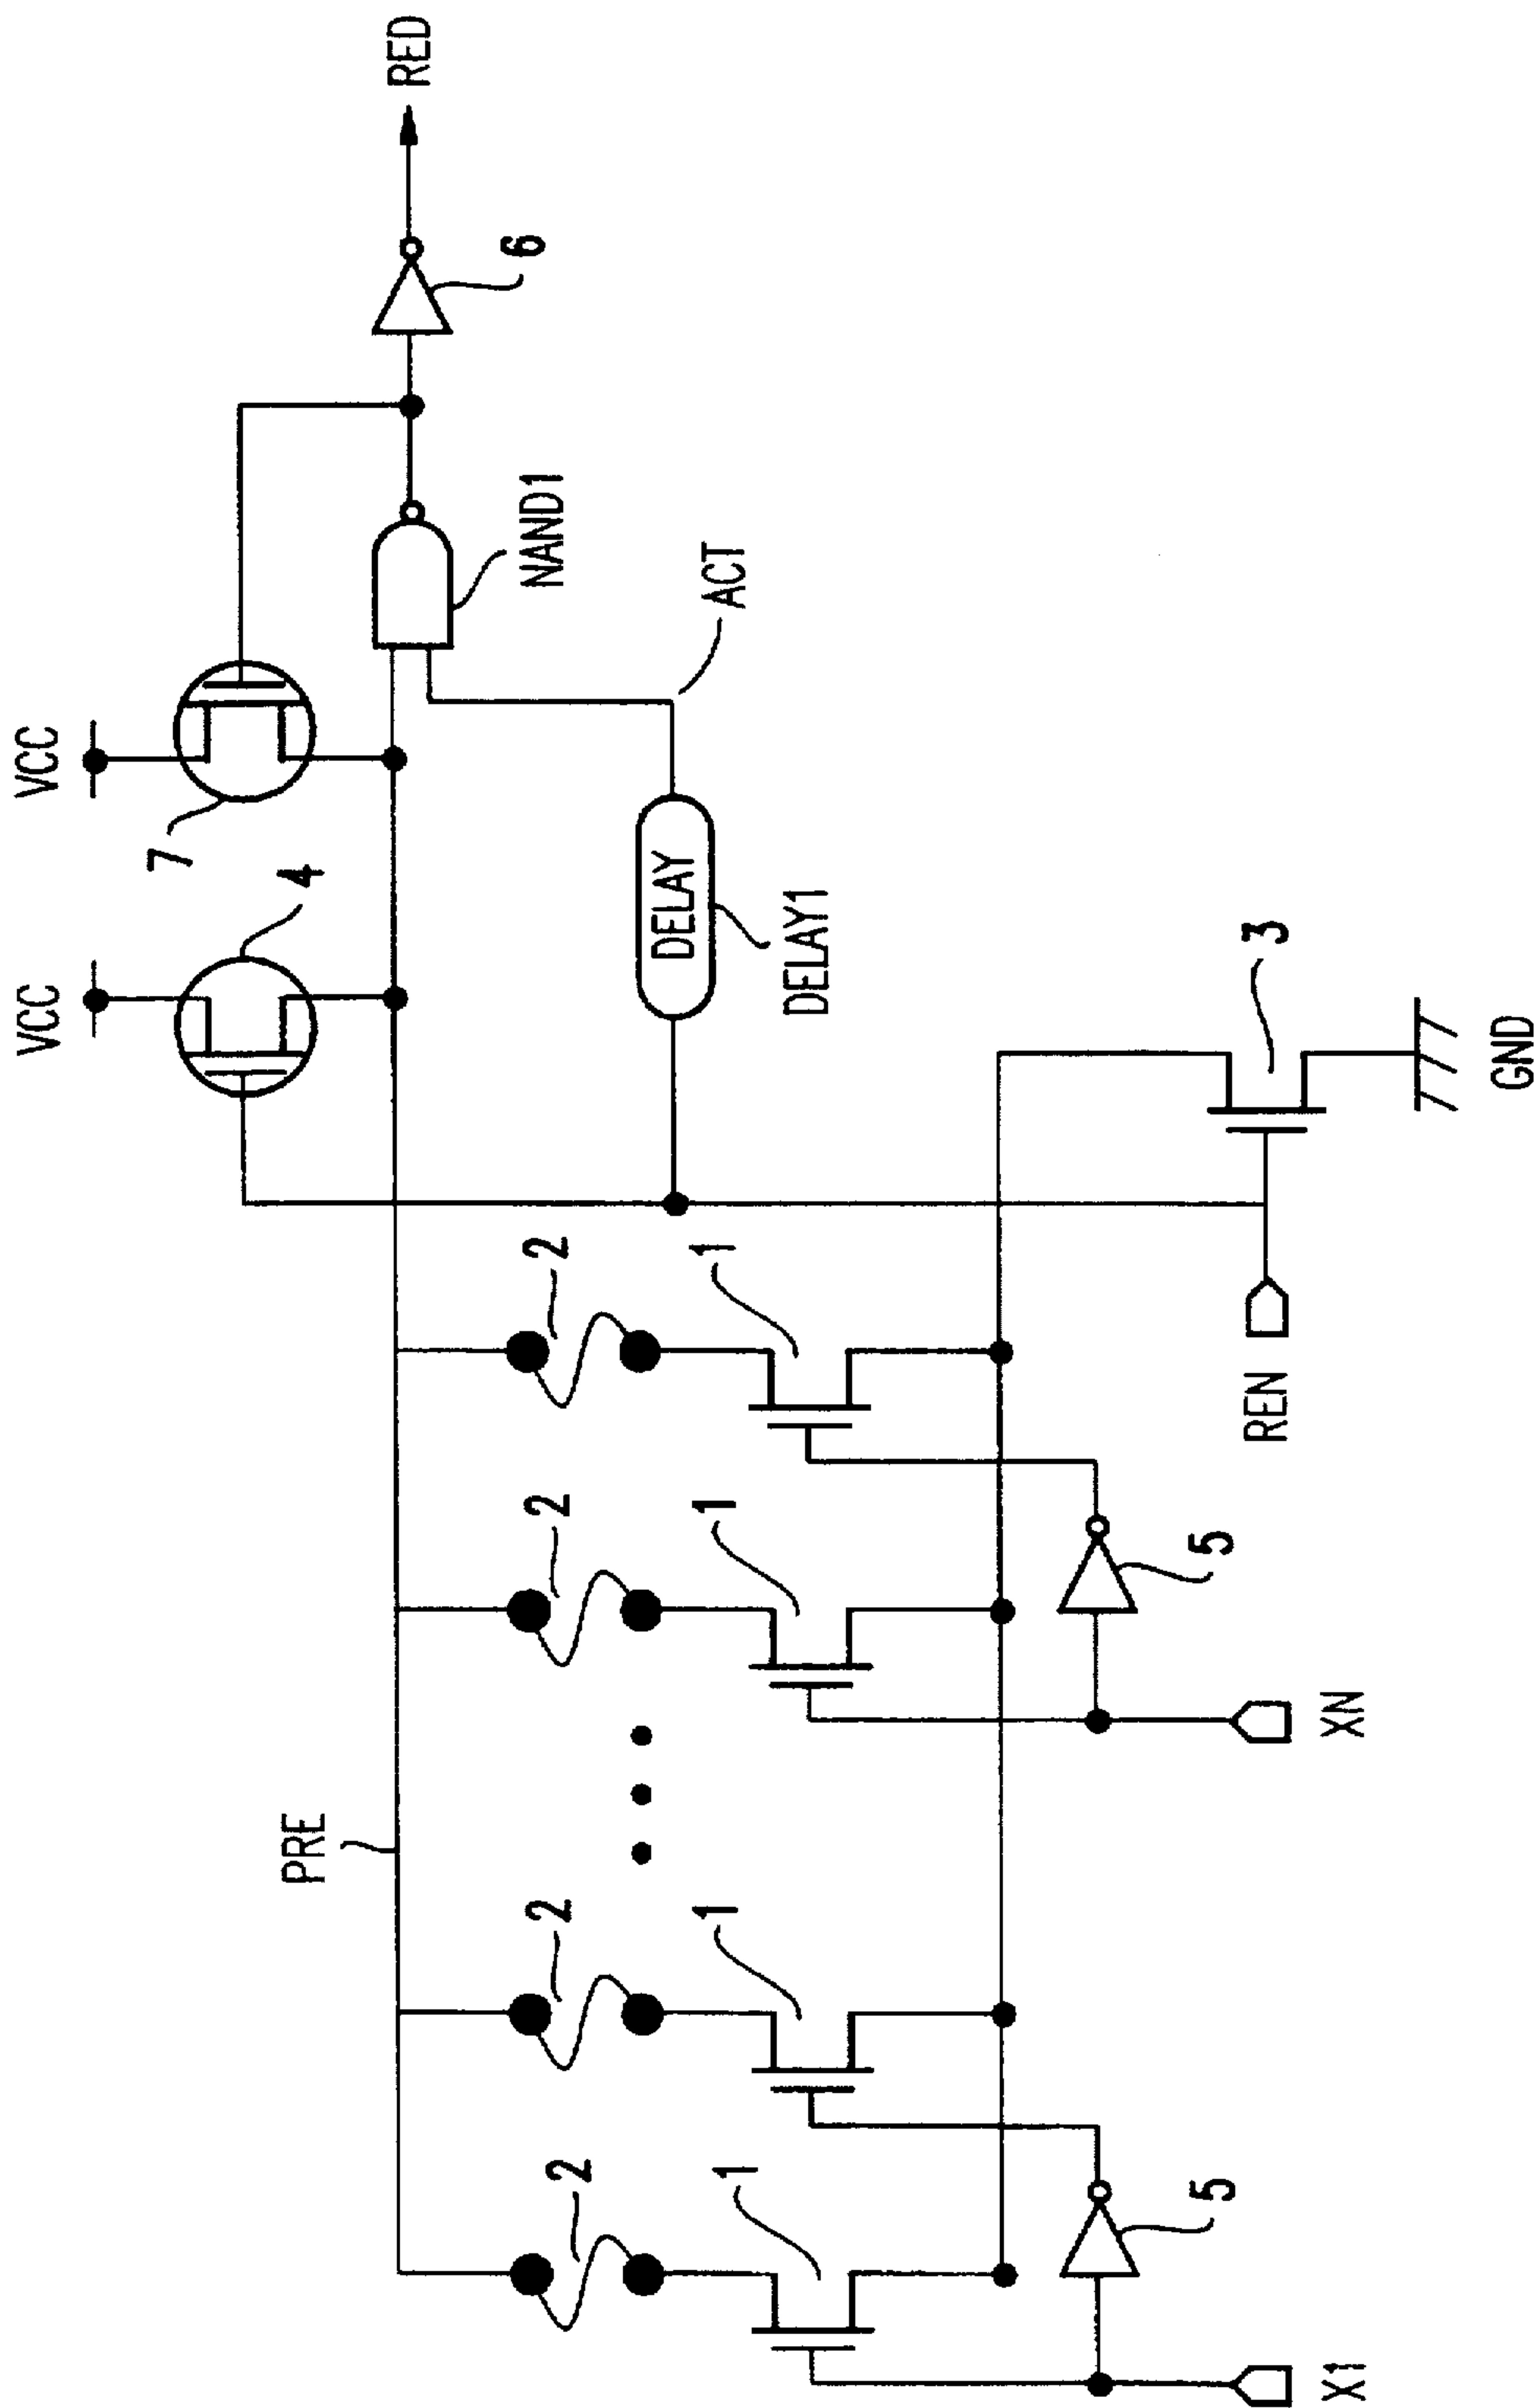 VCC
VCC
7
4
RED
6
NAND1
ACT
DELAY
DELAY1
PRE
2
2
2
2
1
1
1
1
5
5
3
REN
GND
X1
XN